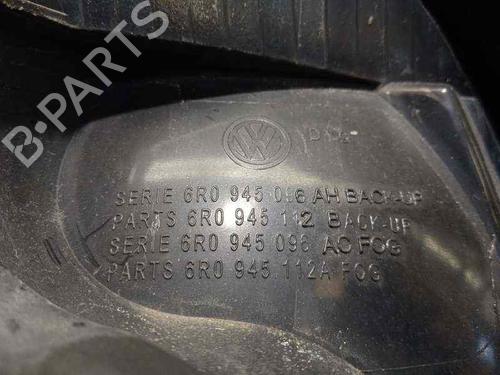 B-PARTS
SERIE 6R0 945 096 AH BACK-UP
PARTS 6R0 945 112 BACK-UP
SERIE 6R0 945 096 AC FOG
PARTS 6R0 945 112A FOG